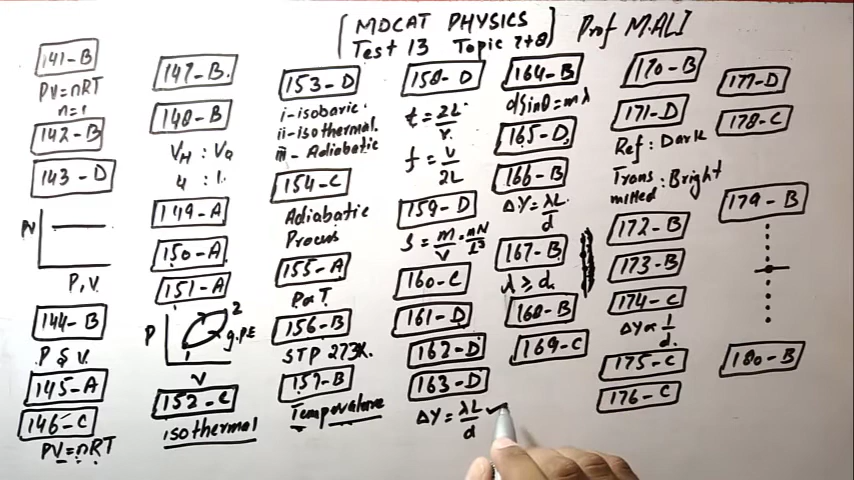 [MDCAT PHYSICS
Test 13 Topic 7+8]
Prof M.ALI
141-B
PV=nRT
n=1
142-B
143-D
PV
P,V.
144-B
P & V.
145-A
146-C
PV=nRT
147-B.
148-B
VH : VO
4 : 1.
149-A
150-A
151-A
P
2
g.PE
1
V
152-C
isothermal
153-D
i-isobaric.
ii-isothermal.
iii-Adiabatic
154-C
Adiabatic
Process
155-A
P∝T.
156-B
STP 273K.
157-B
158-D
t=2L/v.
f=v/2L
159-D
160-C
161-D
162-D
163-D
ΔY=λL/d
164-B
dSinθ=mλ
165-D
166-B
ΔY=λL/d
167-B
λ≥d.
168-B
169-C
170-B
171-D
Ref: Dark
Trans: Bright
mitted
172-B
173-B
174-C
ΔY∝1/d.
175-C
176-C
177-D
178-C
179-B
180-B